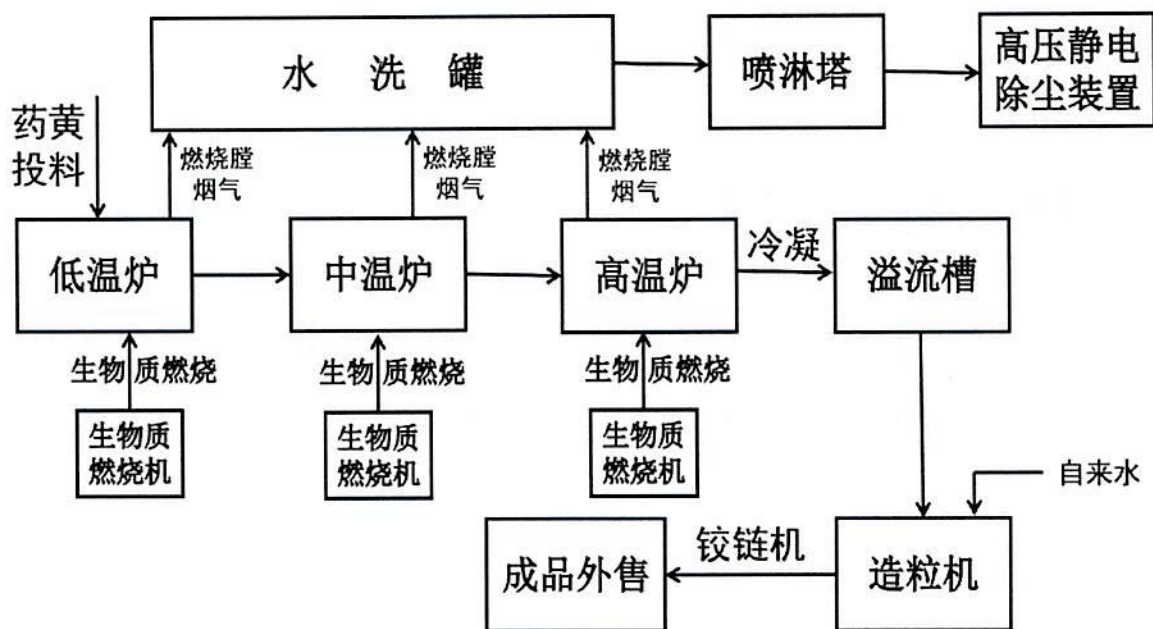 水 洗 罐
喷淋塔
高压静电
除尘装置
药黄
投料
燃烧膛
烟气
燃烧膛
烟气
燃烧膛
烟气
低温炉
中温炉
高温炉
冷凝
溢流槽
生物质燃烧
生物质燃烧
生物质燃烧
生物质
燃烧机
生物质
燃烧机
生物质
燃烧机
自来水
成品外售
铰链机
造粒机